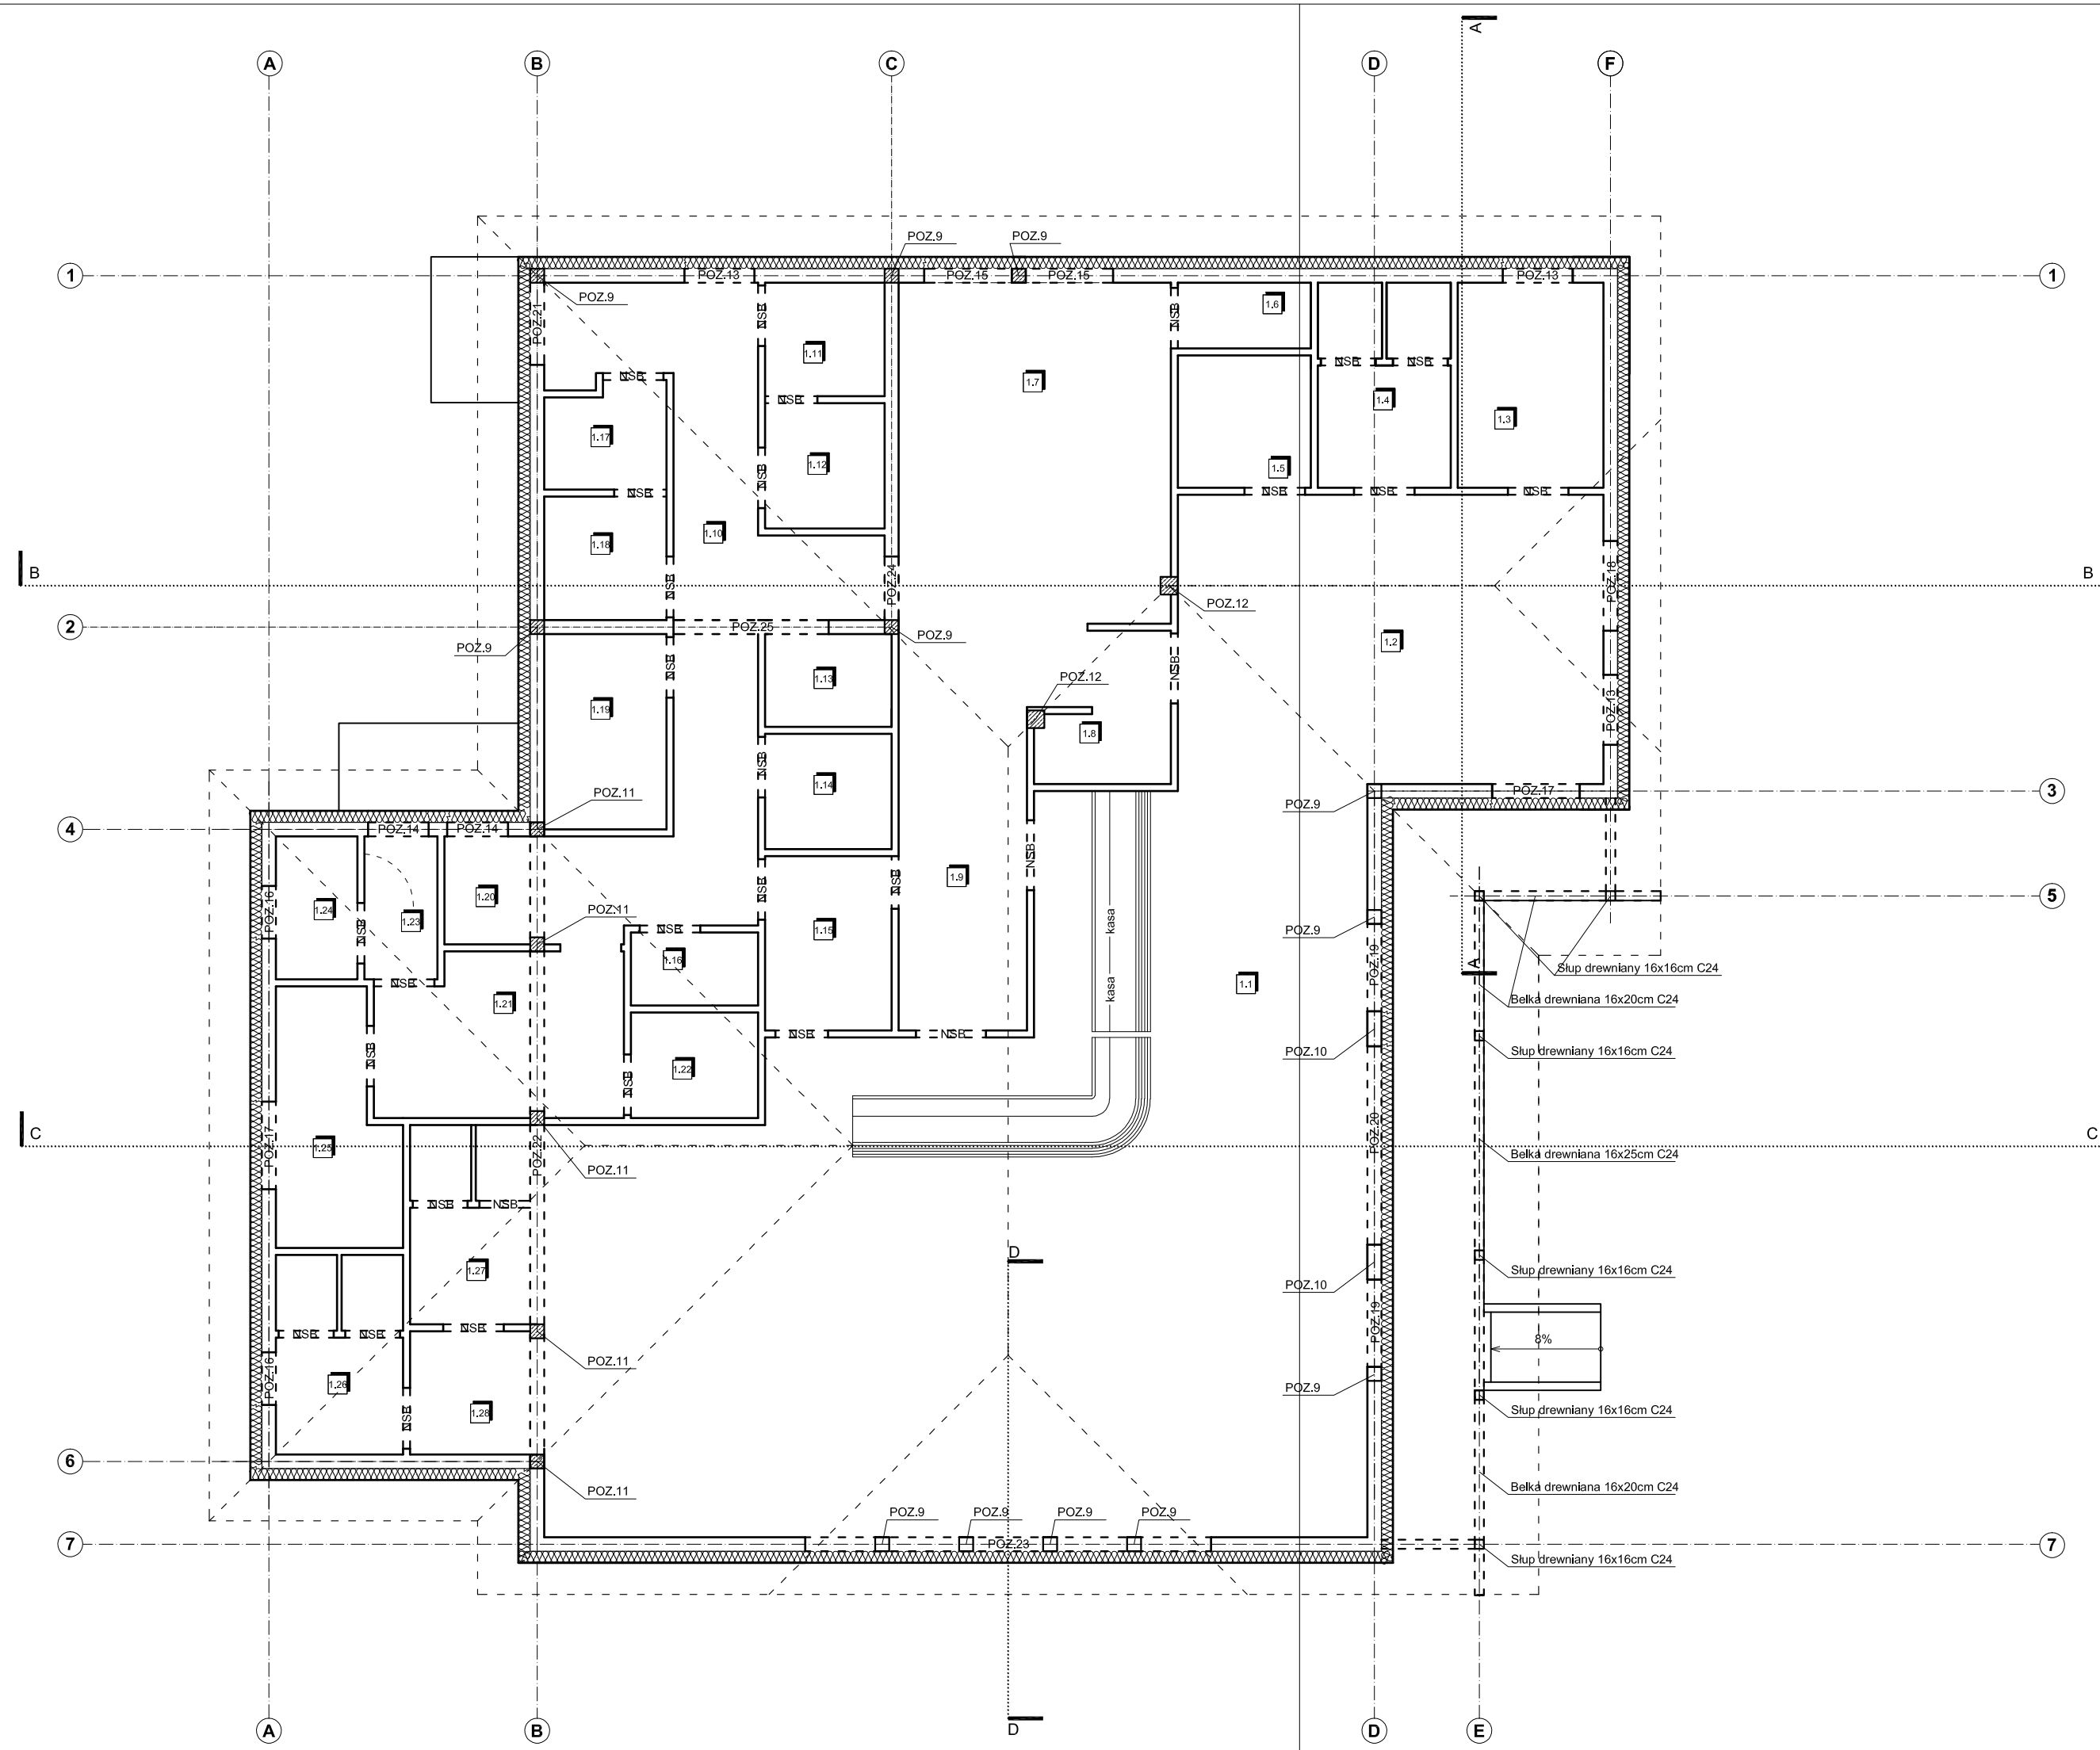 A
A B C D F
POZ.9 POZ.9
1 POZ.13 POZ.15 POZ.15 POZ.13 1
POZ.9
POZ.21 NSB 1.6 NSB
1.11
NSB NSB NSB
1.7
NSB 1.4
1.3
1.17
1.12 1.5
NSB NSB NSB NSB NSB
1.10
1.18
B B
NSB POZ.24 POZ.18
POZ.12
2 POZ.25
POZ.9 POZ.9
1.2
NSB NSB
1.13 POZ.12
1.19 POZ.13
1.8
NSB
1.14
POZ.11 POZ.17 3
POZ.9
4 POZ.14 POZ.14
NSB
1.9
NSB NSB
1.20 5
POZ.16 1.24 POZ.11
NSB 1.23 kasa
NSB 1.15 POZ.9
POZ.19
1.16
A Słup drewniany 16x16cm C24
NSB 1.1
kasa
1.21 Belka drewniana 16x20cm C24
NSB NSB
NSB POZ.10 Słup drewniany 16x16cm C24
1.22
NSB
C POZ.20 C
POZ.17 1.25 POZ.22 Belka drewniana 16x25cm C24
POZ.11
NSB NSB
D
1.27 Słup drewniany 16x16cm C24
POZ.10
NSB NSB NSB POZ.19 8%
POZ.11
POZ.16 1.26 POZ.9
NSB 1.28 Słup drewniany 16x16cm C24
6
POZ.11 Belka drewniana 16x20cm C24
POZ.9 POZ.9 POZ.9 POZ.9
7 POZ.23 7
Słup drewniany 16x16cm C24
D
A B D E